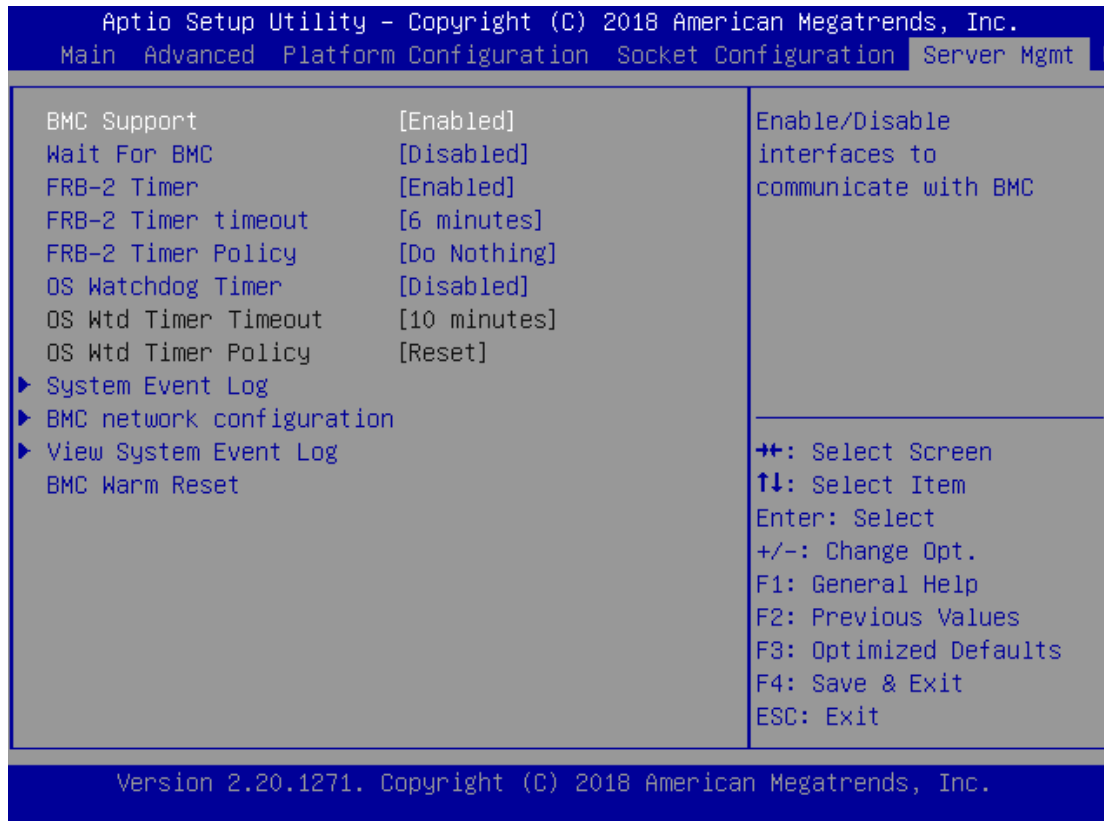 Aptio Setup Utility – Copyright (C) 2018 American Megatrends, Inc.
Main Advanced Platform Configuration Socket Configuration Server Mgmt
BMC Support [Enabled]
Wait For BMC [Disabled]
FRB-2 Timer [Enabled]
FRB-2 Timer timeout [6 minutes]
FRB-2 Timer Policy [Do Nothing]
OS Watchdog Timer [Disabled]
OS Wtd Timer Timeout [10 minutes]
OS Wtd Timer Policy [Reset]
System Event Log
BMC network configuration
View System Event Log
BMC Warm Reset
Enable/Disable
interfaces to
communicate with BMC
→←: Select Screen
↑↓: Select Item
Enter: Select
+/-: Change Opt.
F1: General Help
F2: Previous Values
F3: Optimized Defaults
F4: Save & Exit
ESC: Exit
Version 2.20.1271. Copyright (C) 2018 American Megatrends, Inc.